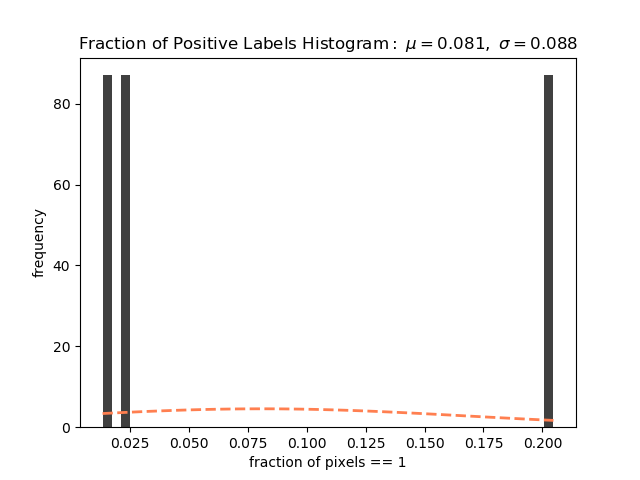 Fraction of Positive Labels Histogram: μ = 0.081, σ = 0.088
80
60
40
20
0
frequency
0.025 0.050 0.075 0.100 0.125 0.150 0.175 0.200
fraction of pixels == 1